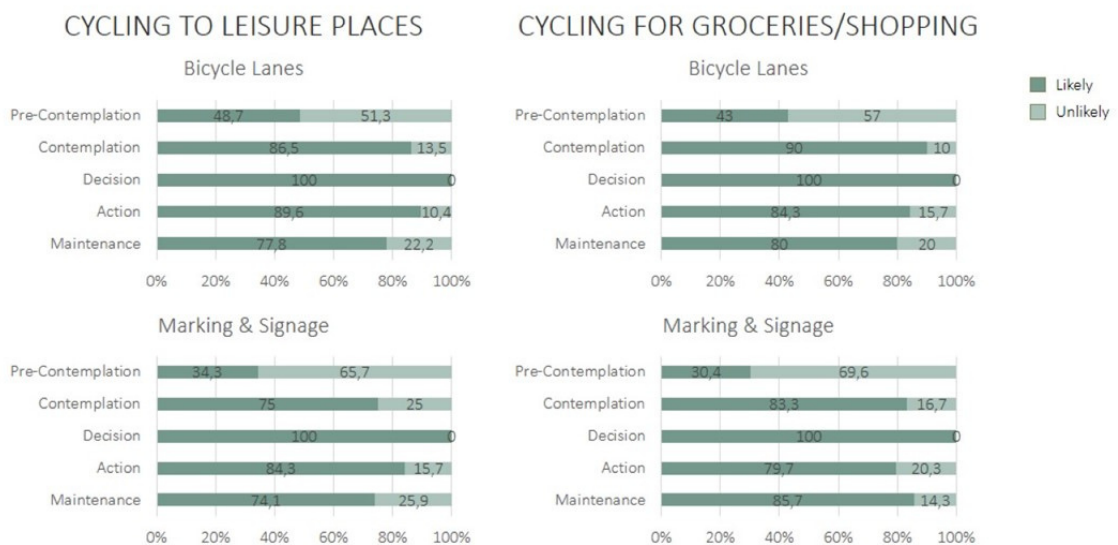 CYCLING TO LEISURE PLACES
CYCLING FOR GROCERIES/SHOPPING
Likely
Unlikely
Bicycle Lanes
Pre-Contemplation 48,7 51,3
Contemplation 86,5 13,5
Decision 100 0
Action 89,6 10,4
Maintenance 77,8 22,2
0% 20% 40% 60% 80% 100%
Bicycle Lanes
Pre-Contemplation 43 57
Contemplation 90 10
Decision 100 0
Action 84,3 15,7
Maintenance 80 20
0% 20% 40% 60% 80% 100%
Marking & Signage
Pre-Contemplation 34,3 65,7
Contemplation 75 25
Decision 100 0
Action 84,3 15,7
Maintenance 74,1 25,9
0% 20% 40% 60% 80% 100%
Marking & Signage
Pre-Contemplation 30,4 69,6
Contemplation 83,3 16,7
Decision 100 0
Action 79,7 20,3
Maintenance 85,7 14,3
0% 20% 40% 60% 80% 100%